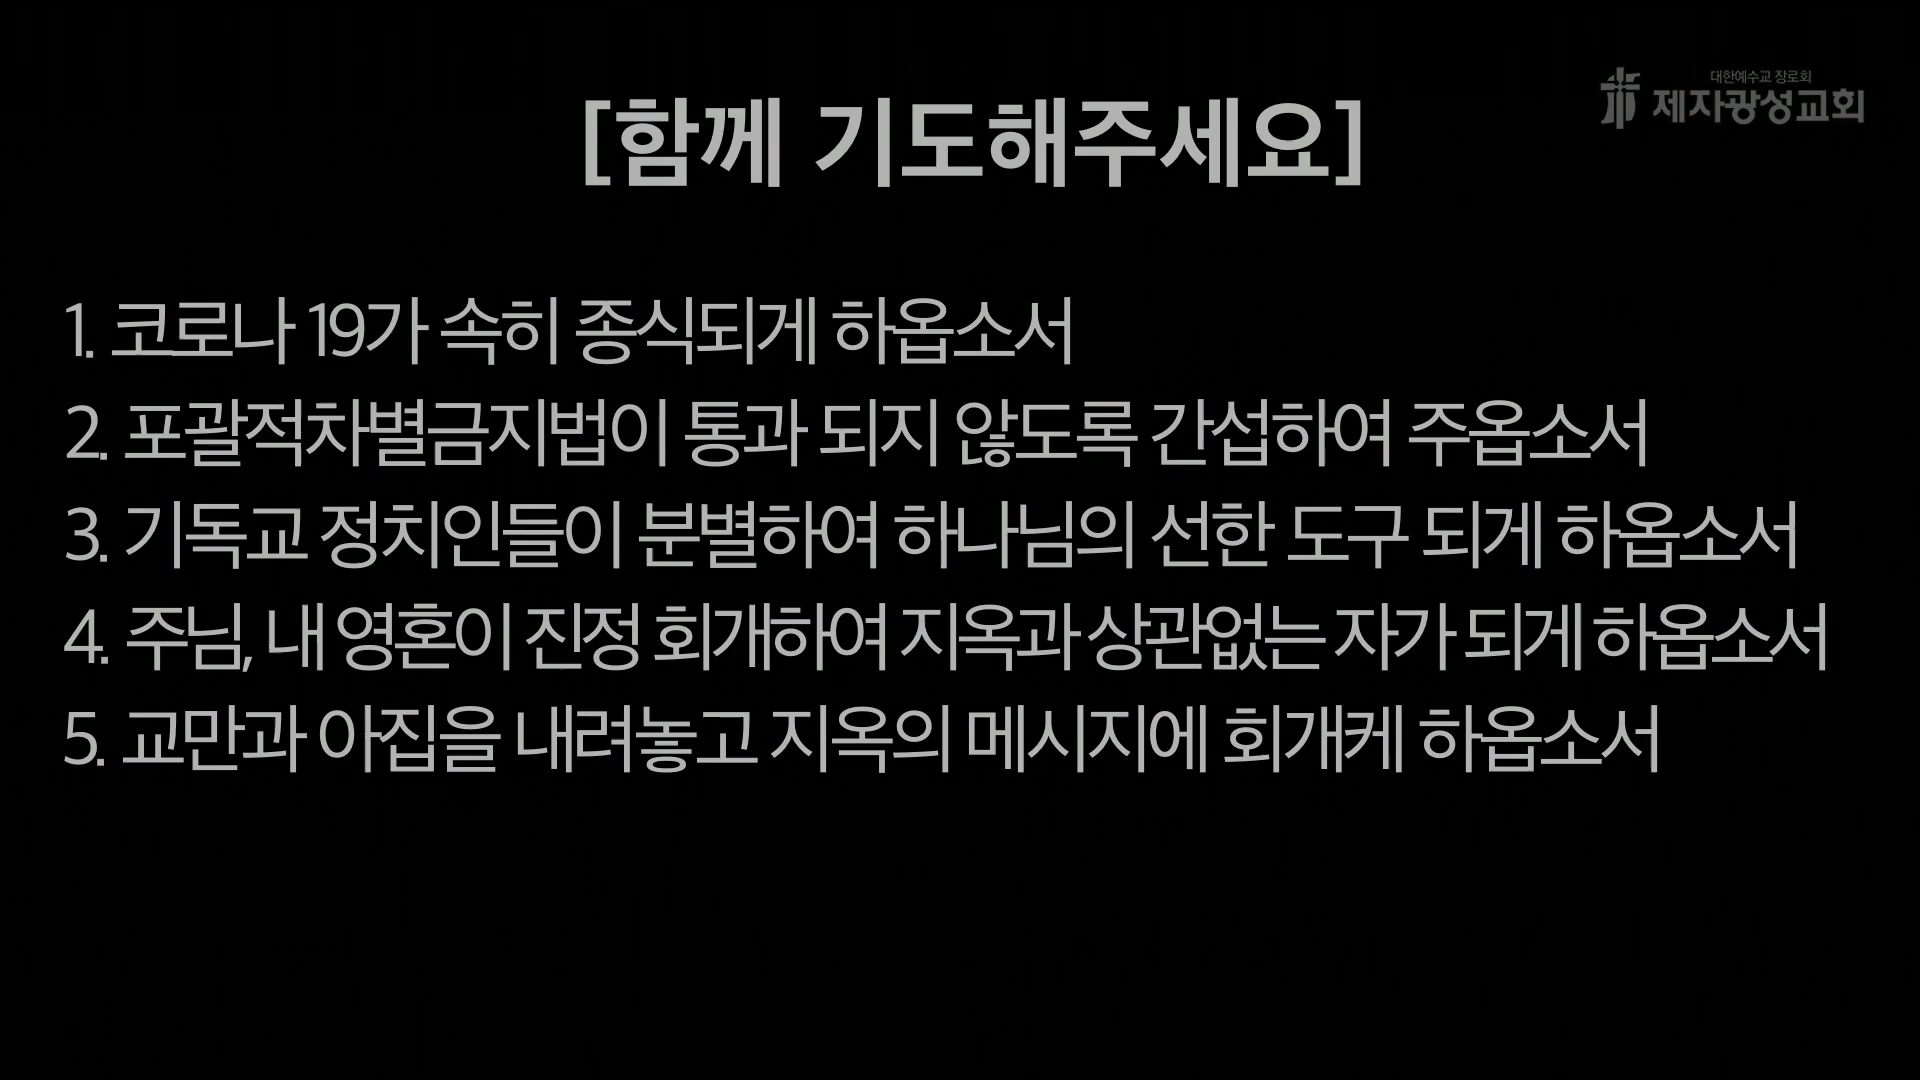 대한예수교 장로회
제자광성교회
[함께 기도해주세요]
1. 코로나 19가 속히 종식되게 하옵소서
2. 포괄적차별금지법이 통과 되지 않도록 간섭하여 주옵소서
3. 기독교 정치인들이 분별하여 하나님의 선한 도구 되게 하옵소서
4. 주님, 내 영혼이 진정 회개하여 지옥과 상관없는 자가 되게 하옵소서
5. 교만과 아집을 내려놓고 지옥의 메시지에 회개케 하옵소서